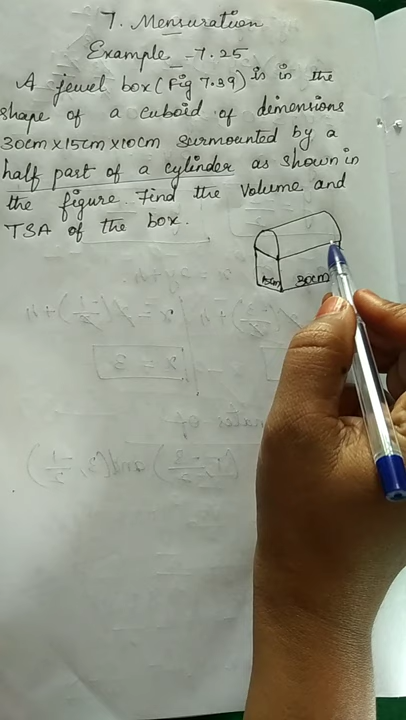 7. Mensuration
Example - 7.25
A jewel box (Fig 7.39) is in the
shape of a cuboid of dimensions
30cm x 15cm x 10cm surmounted by a
half part of a cylinder as shown in
the figure. Find the volume and
TSA of the box.
15cm 30cm